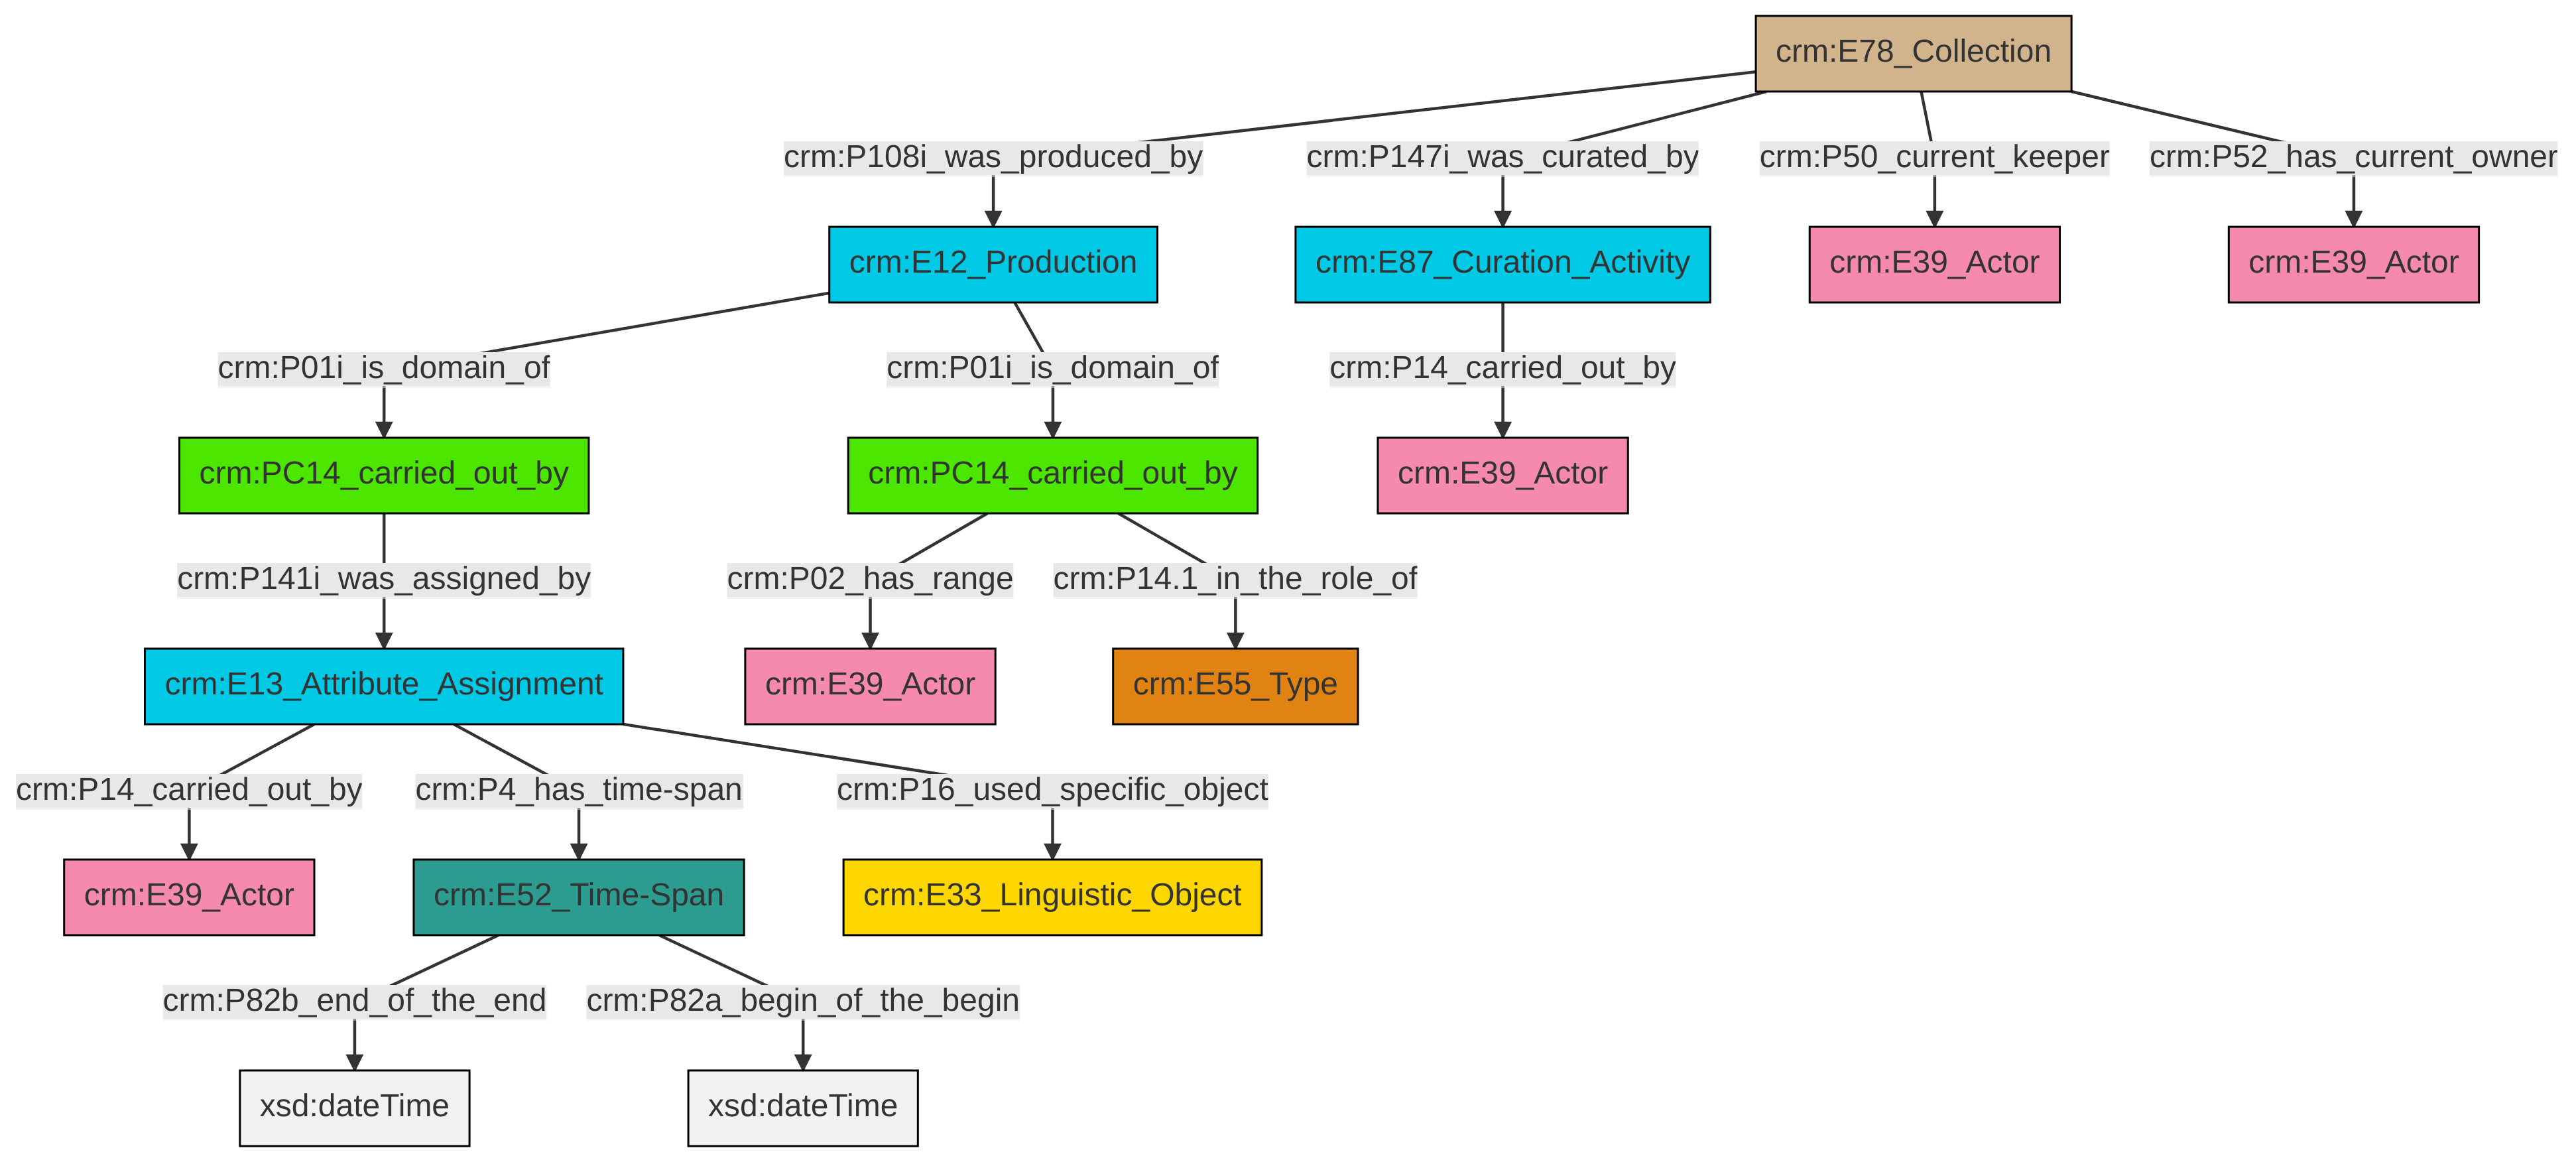 crm:E78_Collection
crm:P108i_was_produced_by
crm:P147i_was_curated_by
crm:P50_current_keeper
crm:P52_has_current_owner
crm:E12_Production
crm:E87_Curation_Activity
crm:E39_Actor
crm:E39_Actor
crm:P01i_is_domain_of
crm:P01i_is_domain_of
crm:P14_carried_out_by
crm:PC14_carried_out_by
crm:PC14_carried_out_by
crm:E39_Actor
crm:P141i_was_assigned_by
crm:P02_has_range
crm:P14.1_in_the_role_of
crm:E13_Attribute_Assignment
crm:E39_Actor
crm:E55_Type
crm:P14_carried_out_by
crm:P4_has_time-span
crm:P16_used_specific_object
crm:E39_Actor
crm:E52_Time-Span
crm:E33_Linguistic_Object
crm:P82b_end_of_the_end
crm:P82a_begin_of_the_begin
xsd:dateTime
xsd:dateTime